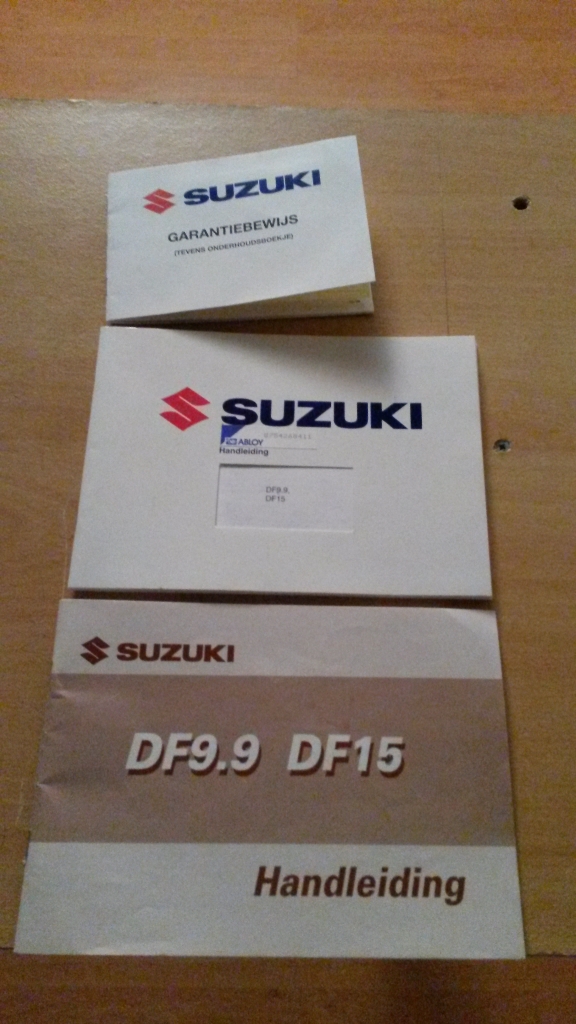 SUZUKI
GARANTIEBEWIJS
(TEVENS ONDERHOUDSBOEKJE)
SUZUKI
ABLOY
Handleiding
DF9.9,
DF15
SUZUKI
DF9.9 DF15
Handleiding